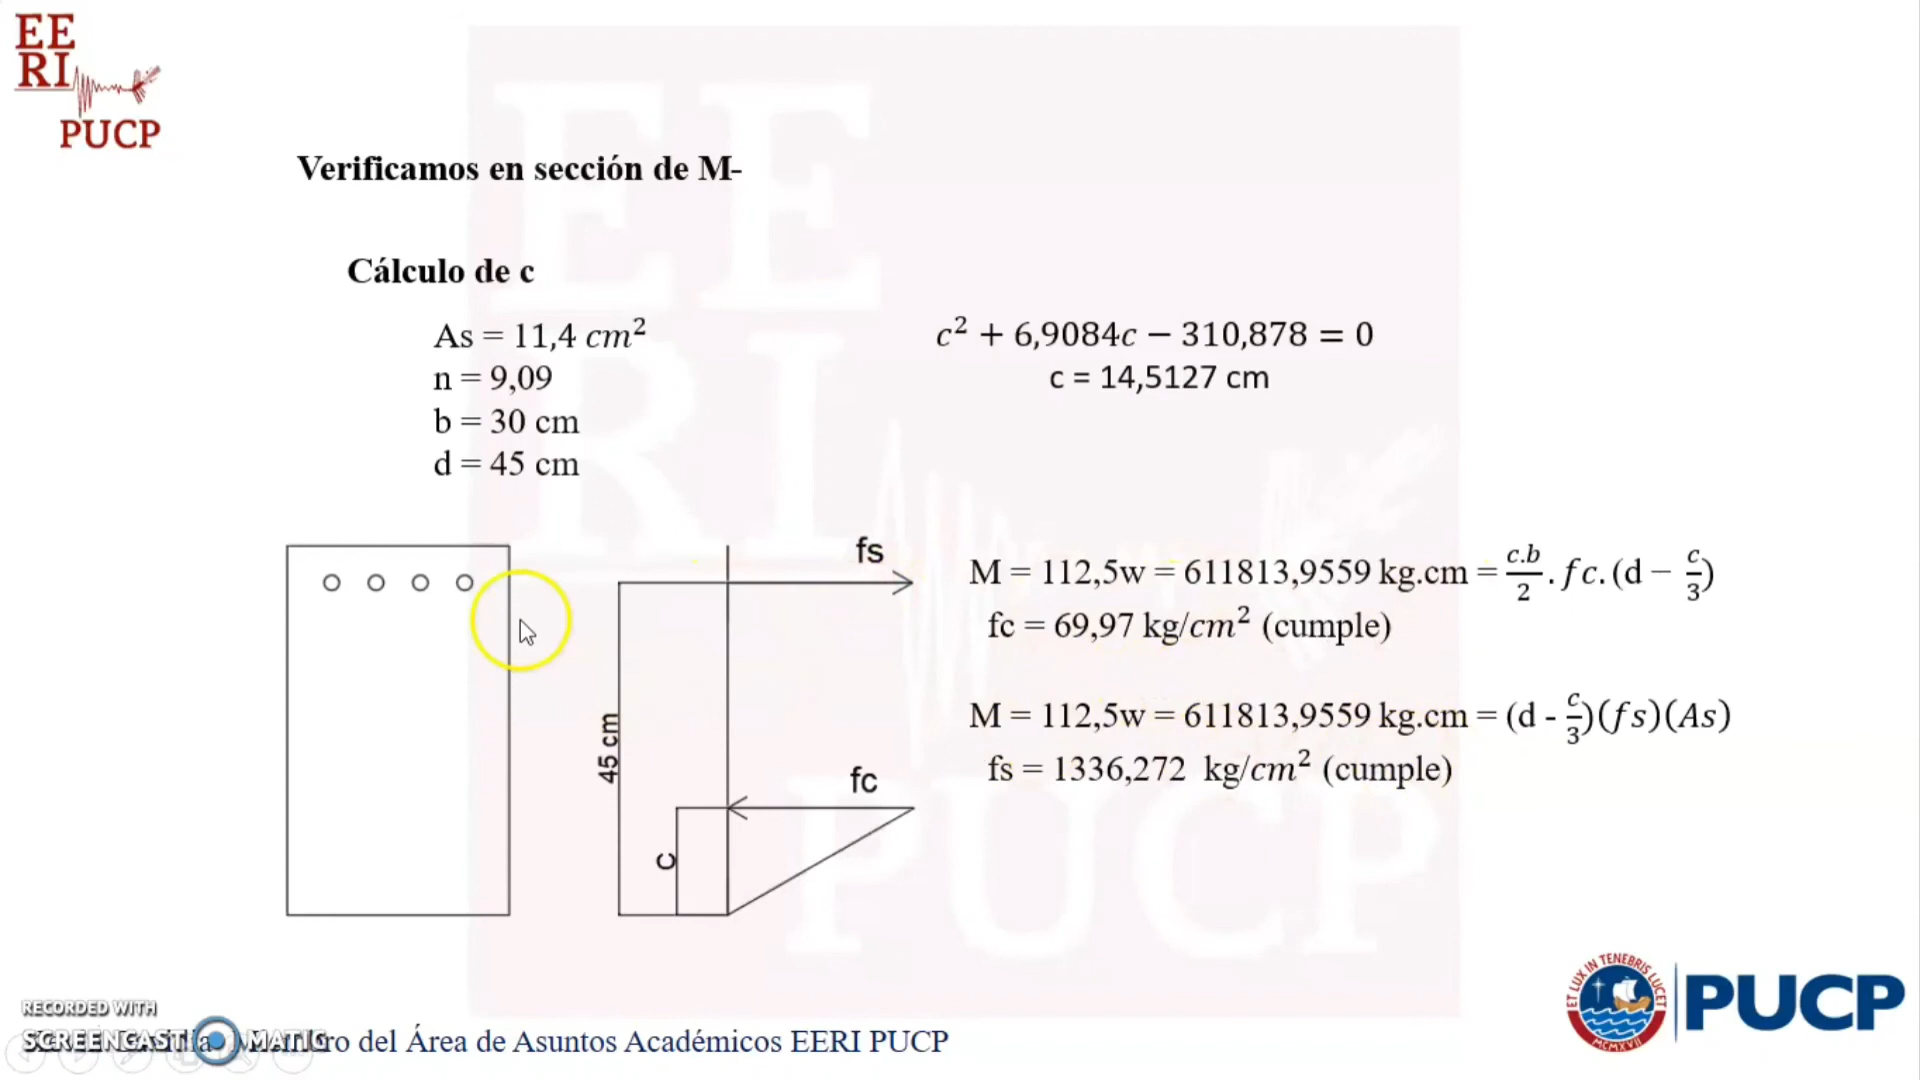 EE
RI
PUCP
Verificamos en sección de M-
Cálculo de c
As = 11,4 cm²
n = 9,09
b = 30 cm
d = 45 cm
c² + 6,9084c − 310,878 = 0
c = 14,5127 cm
fs
45 cm
fc
C
M = 112,5w = 611813,9559 kg.cm = c.b/2 . fc.(d − c/3)
fc = 69,97 kg/cm² (cumple)
M = 112,5w = 611813,9559 kg.cm = (d - c/3)(fs)(As)
fs = 1336,272 kg/cm² (cumple)
RECORDED WITH
SCREENCAST MATIC
del Área de Asuntos Académicos EERI PUCP
ET LUX IN TENEBRIS LUCET
MCMXVII
PUCP